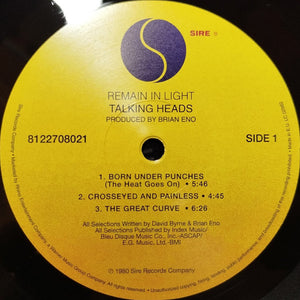 SIRE ®
REMAIN IN LIGHT
TALKING HEADS
PRODUCED BY BRIAN ENO
8122708021
SIDE 1
1. BORN UNDER PUNCHES
(The Heat Goes On) • 5:46
2. CROSSEYED AND PAINLESS • 4:45
3. THE GREAT CURVE • 6:26
All Selections Written by David Byrne & Brian Eno
All Selections Published by Index Music/
Bleu Disque Music Co., Inc.-ASCAP/
E.G. Music, Ltd.-BMI
℗ 1980 Sire Records Company